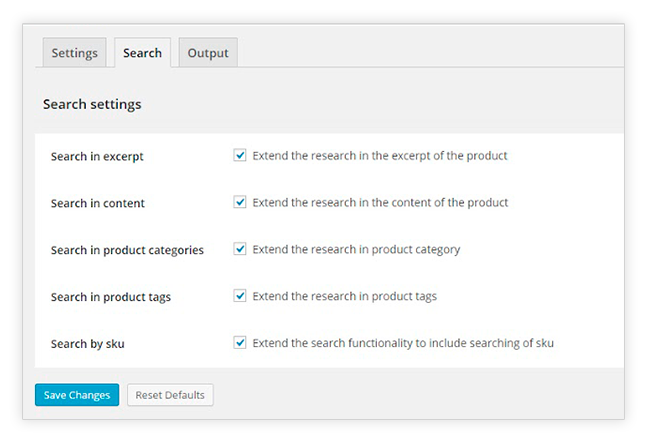 Settings Search Output
Search settings
Search in excerpt Extend the research in the excerpt of the product
Search in content Extend the research in the content of the product
Search in product categories Extend the research in product category
Search in product tags Extend the research in product tags
Search by sku Extend the search functionality to include searching of sku
Save Changes Reset Defaults